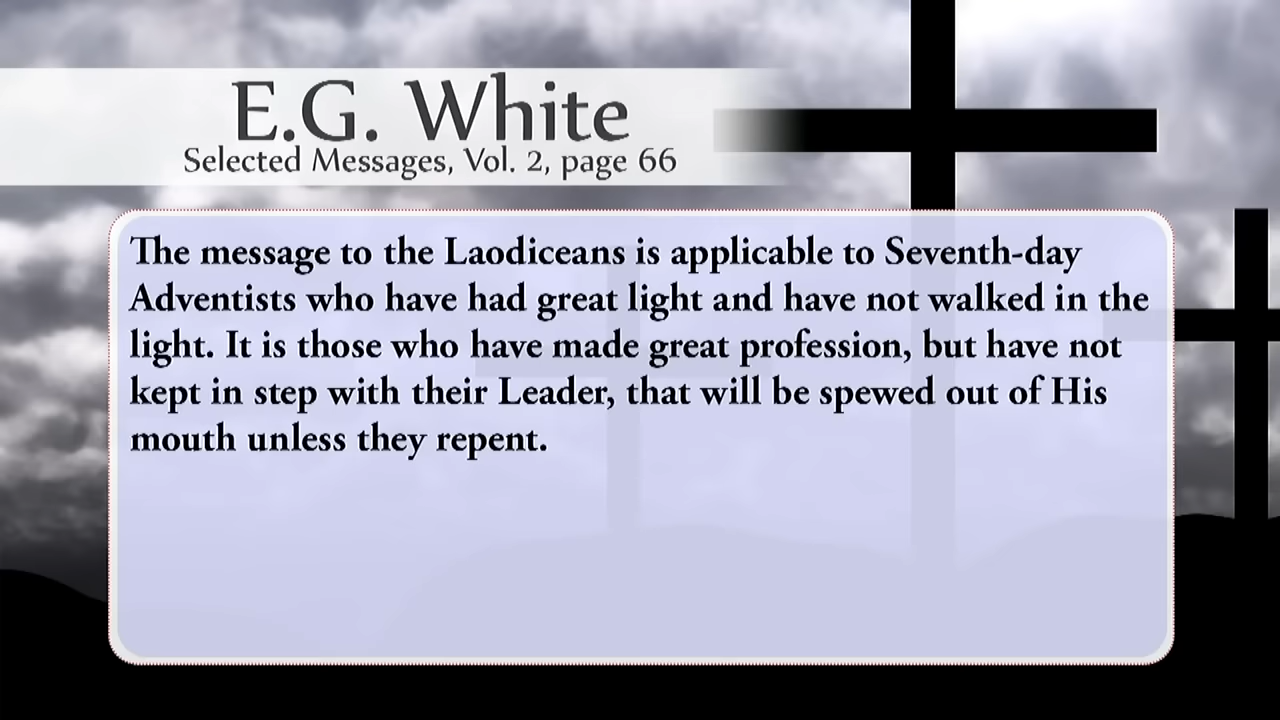 E.G. White
Selected Messages, Vol. 2, page 66
The message to the Laodiceans is applicable to Seventh-day
Adventists who have had great light and have not walked in the
light. It is those who have made great profession, but have not
kept in step with their Leader, that will be spewed out of His
mouth unless they repent.